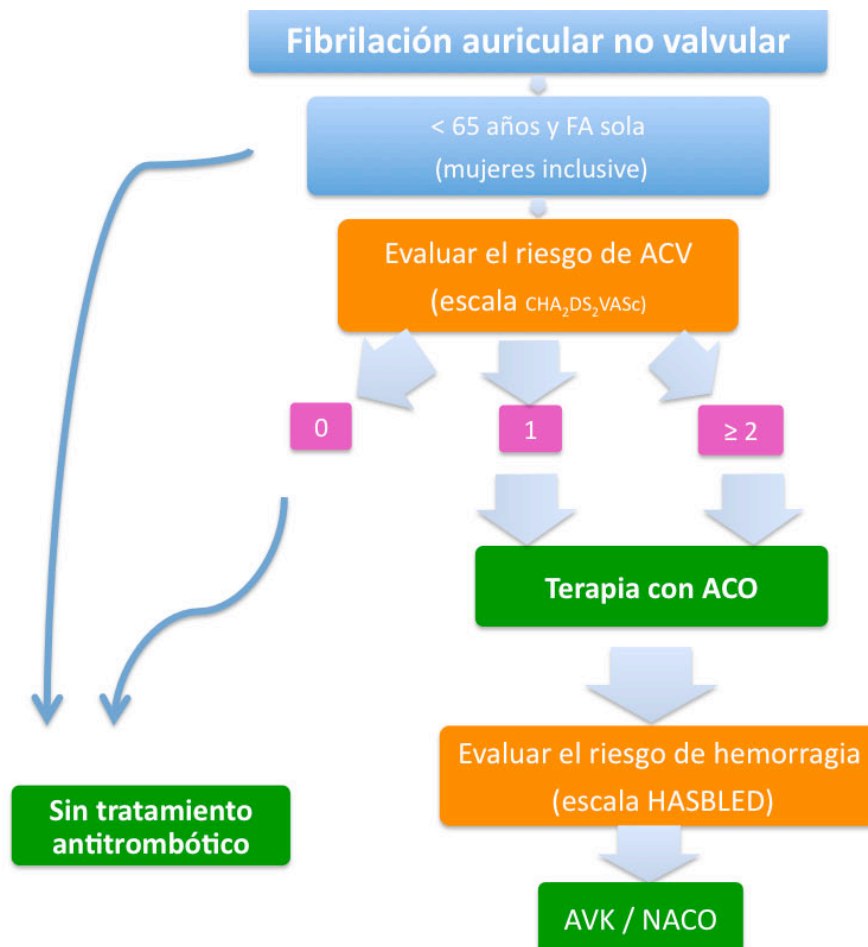 Fibrilación auricular no valvular
< 65 años y FA sola
(mujeres inclusive)
Evaluar el riesgo de ACV
(escala CHA₂DS₂VASc)
0
1
≥ 2
Terapia con ACO
Evaluar el riesgo de hemorragia
(escala HASBLED)
Sin tratamiento
antitrombótico
AVK / NACO